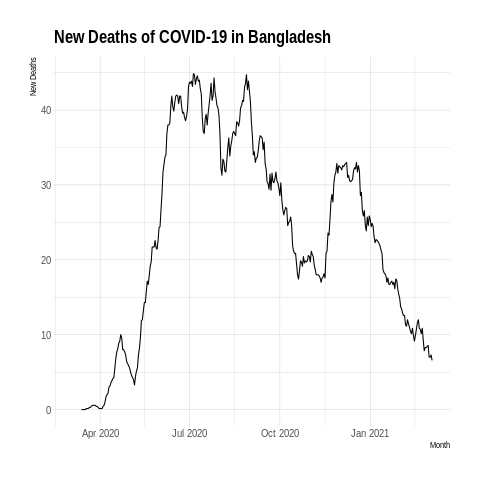 New Deaths of COVID-19 in Bangladesh
New Deaths
40
30
20
10
0
Apr 2020 Jul 2020 Oct 2020 Jan 2021
Month